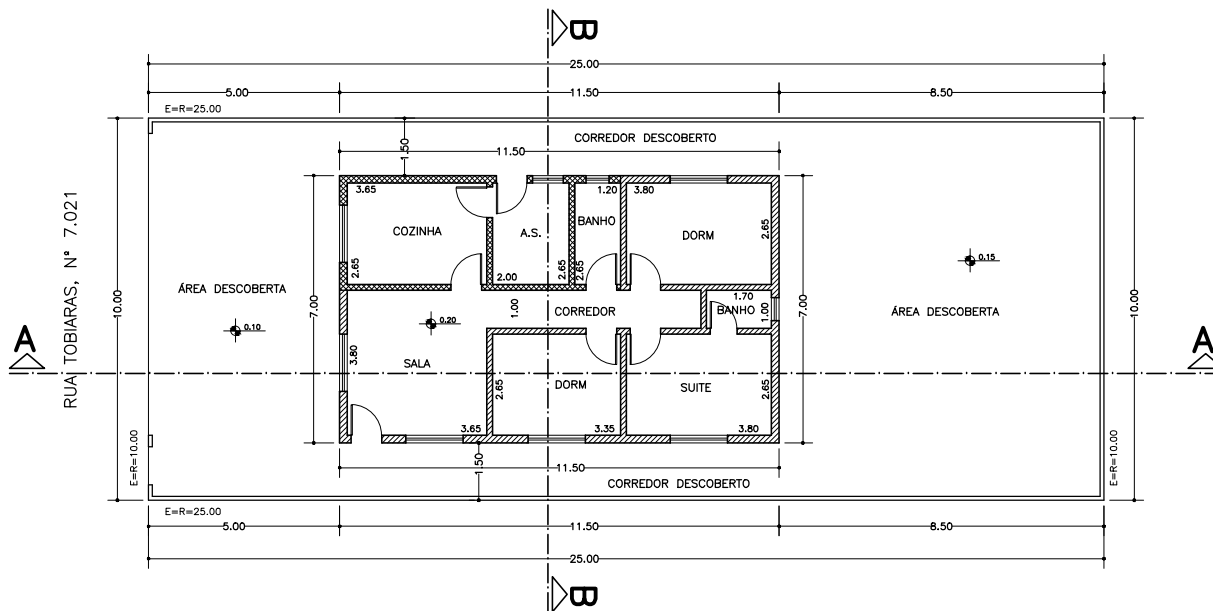 B
25.00
5.00
11.50
8.50
E=R=25.00
CORREDOR DESCOBERTO
1.50
11.50
10.00
10.00
3.65
1.20
3.80
7.00
7.00
RUA TOBIARAS, Nº 7.021
COZINHA
A.S.
BANHO
DORM
2.65
2.65
2.00
2.65
2.65
0.15
ÁREA DESCOBERTA
0.10
1.70
BANHO
1.00
1.00
CORREDOR
ÁREA DESCOBERTA
0.20
A
A
3.80
SALA
2.65
DORM
SUITE
2.65
3.65
3.35
3.80
E=R=10.00
E=R=10.00
1.50
11.50
CORREDOR DESCOBERTO
E=R=25.00
5.00
11.50
8.50
25.00
B